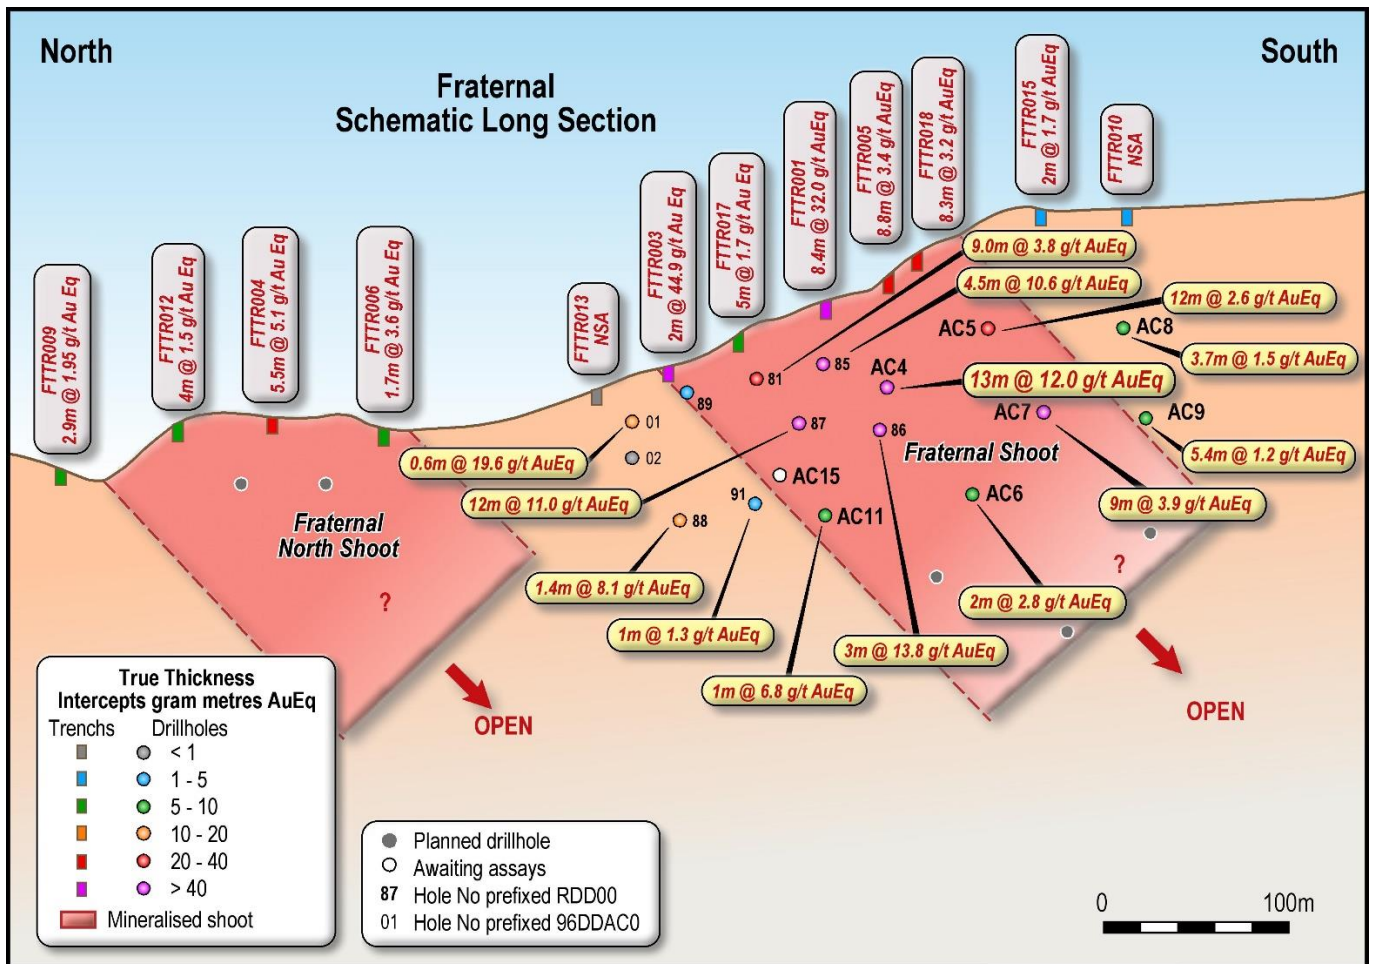 North
South
Fraternal
Schematic Long Section
FTTR009
2.9m @ 1.95 g/t Au Eq
FTTR012
4m @ 1.5 g/t Au Eq
FTTR004
5.5m @ 5.1 g/t Au Eq
FTTR006
1.7m @ 3.6 g/t Au Eq
FTTR013
NSA
FTTR003
2m @ 44.9 g/t Au Eq
FTTR017
5m @ 1.7 g/t Au Eq
FTTR001
8.4m @ 32.0 g/t AuEq
FTTR005
8.8m @ 3.4 g/t AuEq
FTTR018
8.3m @ 3.2 g/t AuEq
FTTR015
2m @ 1.7 g/t AuEq
FTTR010
NSA
9.0m @ 3.8 g/t AuEq
4.5m @ 10.6 g/t AuEq
12m @ 2.6 g/t AuEq
AC5
AC8
3.7m @ 1.5 g/t AuEq
81
85
AC4
13m @ 12.0 g/t AuEq
89
01
87
86
AC7
AC9
Fraternal Shoot
5.4m @ 1.2 g/t AuEq
0.6m @ 19.6 g/t AuEq
02
AC15
12m @ 11.0 g/t AuEq
91
AC6
9m @ 3.9 g/t AuEq
88
AC11
Fraternal
North Shoot
?
?
1.4m @ 8.1 g/t AuEq
2m @ 2.8 g/t AuEq
1m @ 1.3 g/t AuEq
3m @ 13.8 g/t AuEq
1m @ 6.8 g/t AuEq
OPEN
OPEN
True Thickness
Intercepts gram metres AuEq
Trenchs Drillholes
< 1
1 - 5
5 - 10
10 - 20
20 - 40
> 40
Mineralised shoot
Planned drillhole
Awaiting assays
87 Hole No prefixed RDD00
01 Hole No prefixed 96DDAC0
0 100m